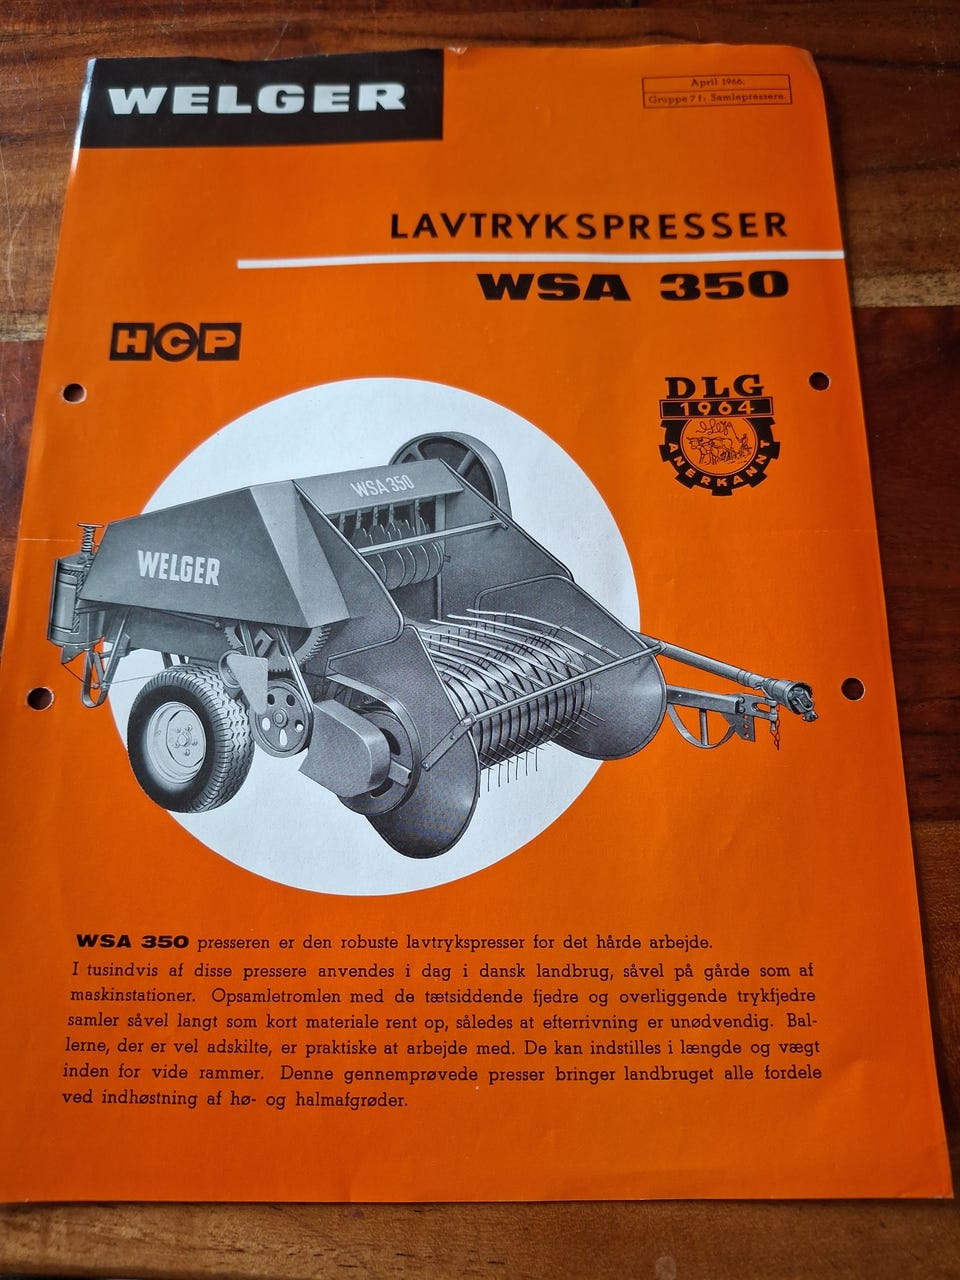 WELGER
April 1966.
Gruppe 7 f: Samlepressere.
LAVTRYKSPRESSER
WSA 350
HCP
DLG
1964
ANERKANNT
WSA 350
WELGER
WSA 350 presseren er den robuste lavtrykspresser for det hårde arbejde.
I tusindvis af disse pressere anvendes i dag i dansk landbrug, såvel på gårde som af
maskinstationer. Opsamletromlen med de tætsiddende fjedre og overliggende trykfjedre
samler såvel langt som kort materiale rent op, således at efterrivning er unødvendig. Bal-
lerne, der er vel adskilte, er praktiske at arbejde med. De kan indstilles i længde og vægt
inden for vide rammer. Denne gennemprøvede presser bringer landbruget alle fordele
ved indhøstning af hø- og halmafgrøder.